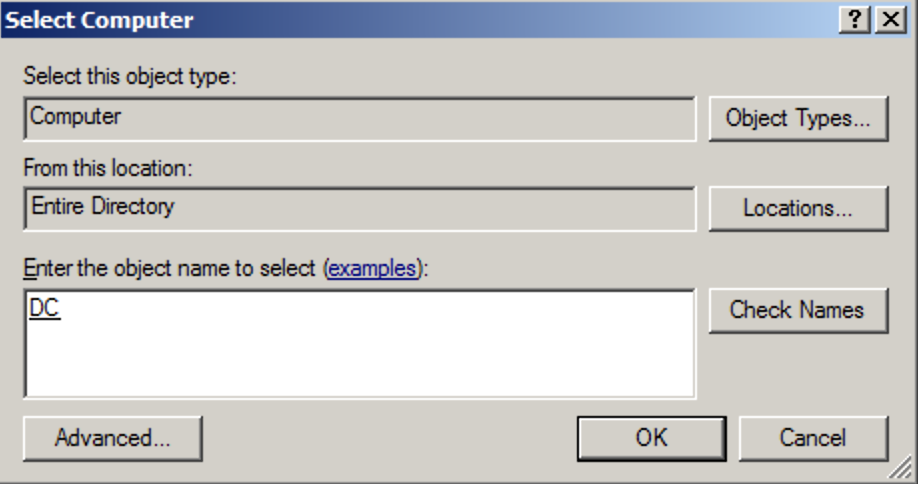 Select Computer
Select this object type:
Computer
Object Types...
From this location:
Entire Directory
Locations...
Enter the object name to select (examples):
DC
Check Names
Advanced...
OK
Cancel